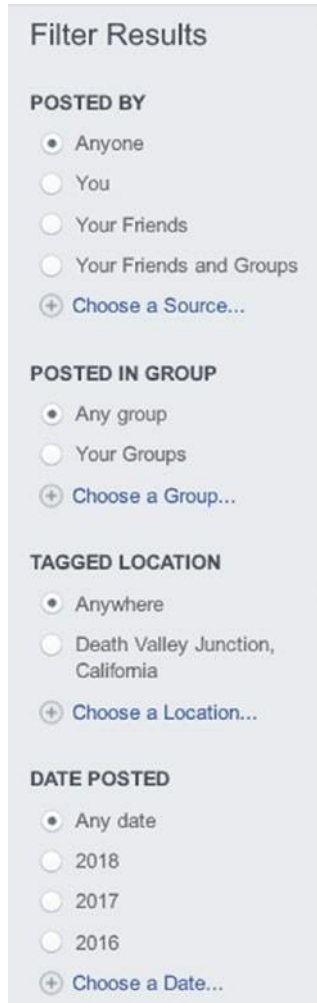 Filter Results
POSTED BY
Anyone
You
Your Friends
Your Friends and Groups
Choose a Source...
POSTED IN GROUP
Any group
Your Groups
Choose a Group...
TAGGED LOCATION
Anywhere
Death Valley Junction,
California
Choose a Location...
DATE POSTED
Any date
2018
2017
2016
Choose a Date...